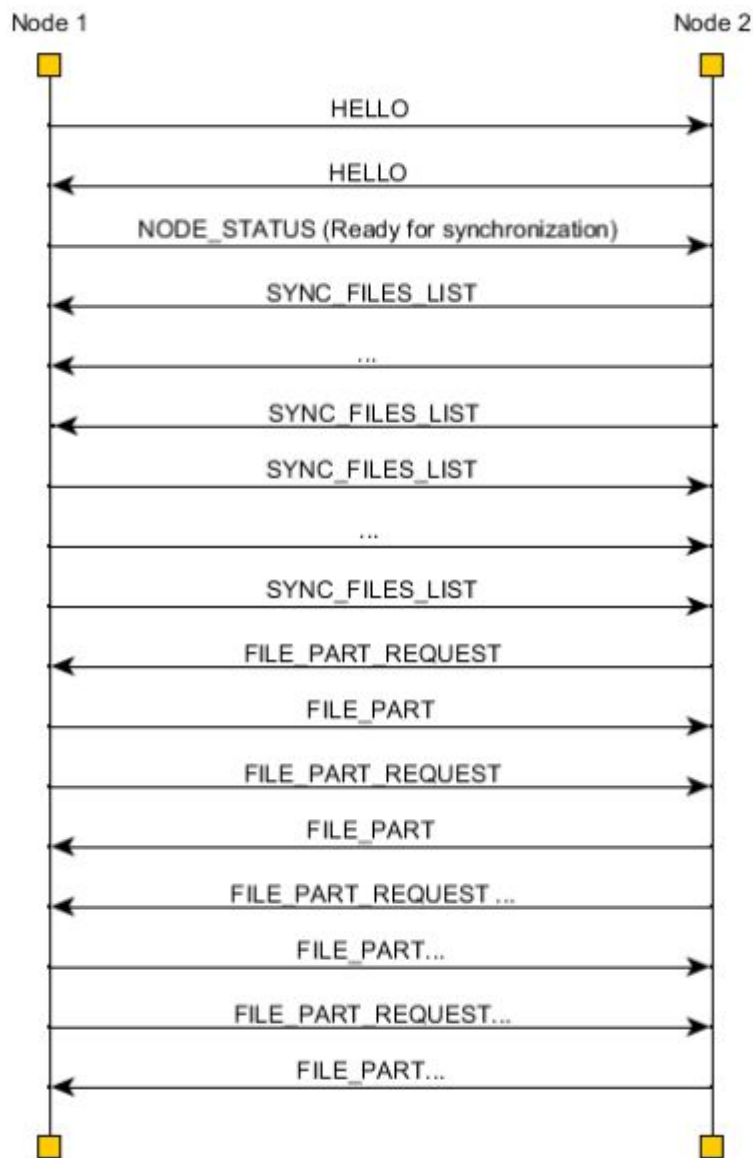 Node 1
Node 2
HELLO
HELLO
NODE_STATUS (Ready for synchronization)
SYNC_FILES_LIST
...
SYNC_FILES_LIST
SYNC_FILES_LIST
...
SYNC_FILES_LIST
FILE_PART_REQUEST
FILE_PART
FILE_PART_REQUEST
FILE_PART
FILE_PART_REQUEST ...
FILE_PART...
FILE_PART_REQUEST...
FILE_PART...